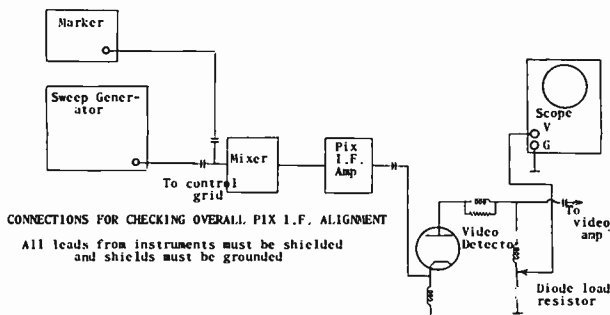 Marker
Sweep Gener-
ator
Scope
V
G
Mixer
Pix
I.F.
Amp
To control
grid
CONNECTIONS FOR CHECKING OVERALL PIX I.F. ALIGNMENT
All leads from instruments must be shielded
and shields must be grounded
Video
Detector
To
video
amp
Diode load
resistor